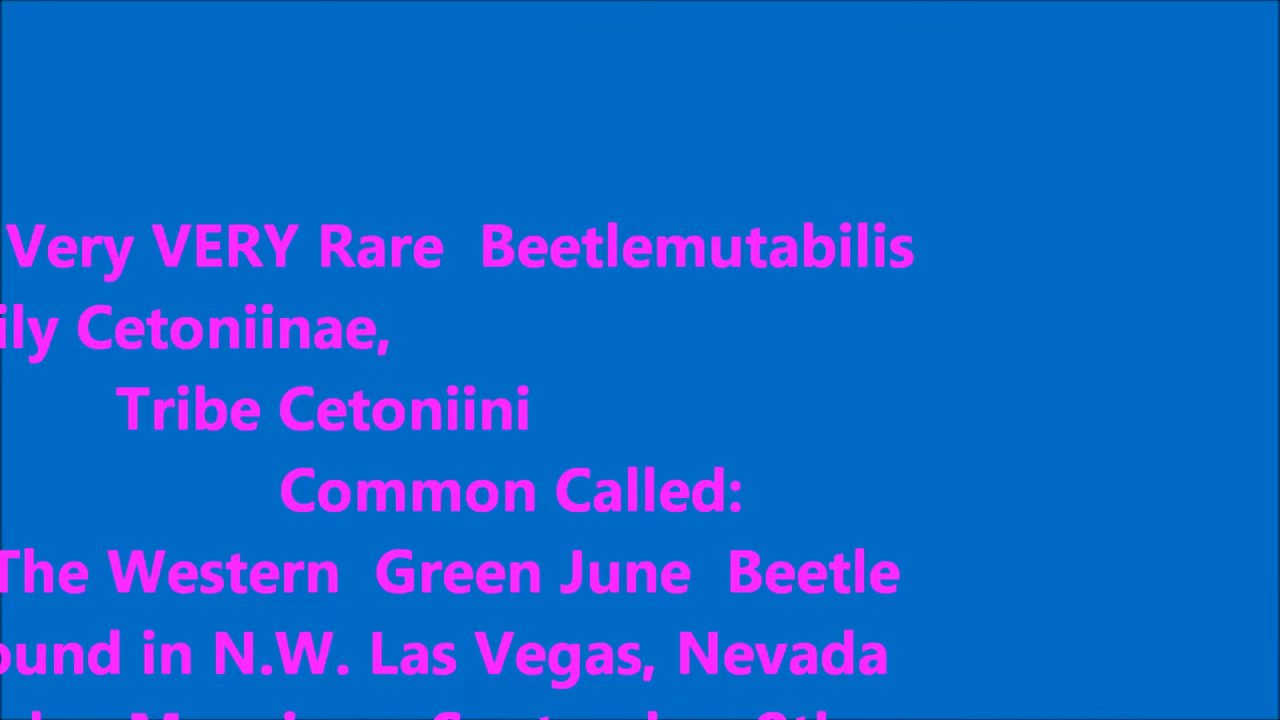 Very VERY Rare Beetlemutabilis
ily Cetoniinae,
Tribe Cetoniini
Common Called:
The Western Green June Beetle
ound in N.W. Las Vegas, Nevada